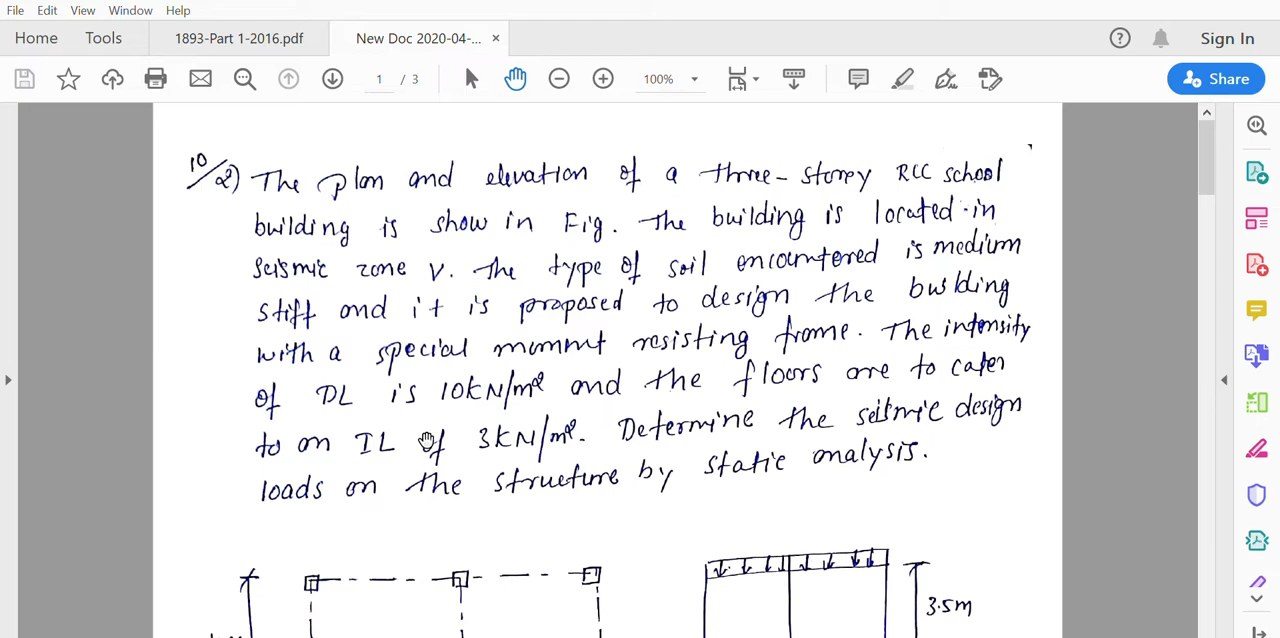 File Edit View Window Help
Home Tools 1893-Part 1-2016.pdf New Doc 2020-04-... × Sign In
1 / 3 100% Share
10/2) The plan and elevation of a three-storey RCC school
building is show in Fig. The building is located in
seismic zone V. The type of soil encountered is medium
stiff and it is proposed to design the building
with a special moment resisting frame. The intensity
of DL is 10kN/m² and the floors are to cater
to an IL of 3kN/m². Determine the seismic design
loads on the structure by static analysis.
3.5m